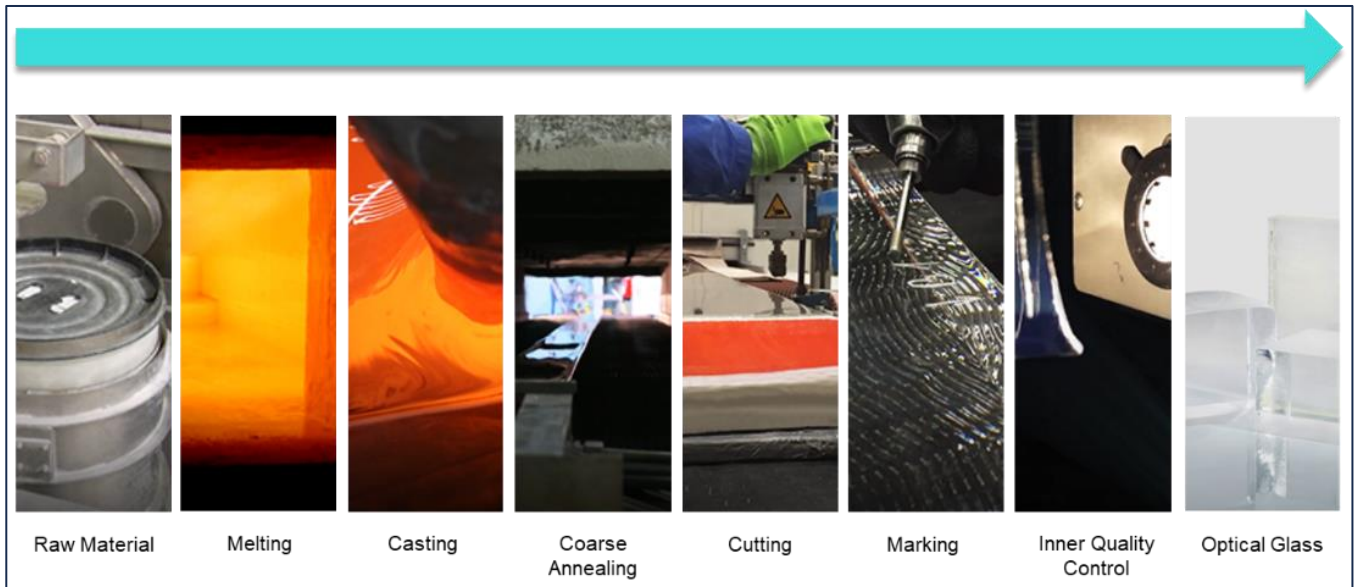 Raw Material
Melting
Casting
Coarse
Annealing
Cutting
Marking
Inner Quality
Control
Optical Glass